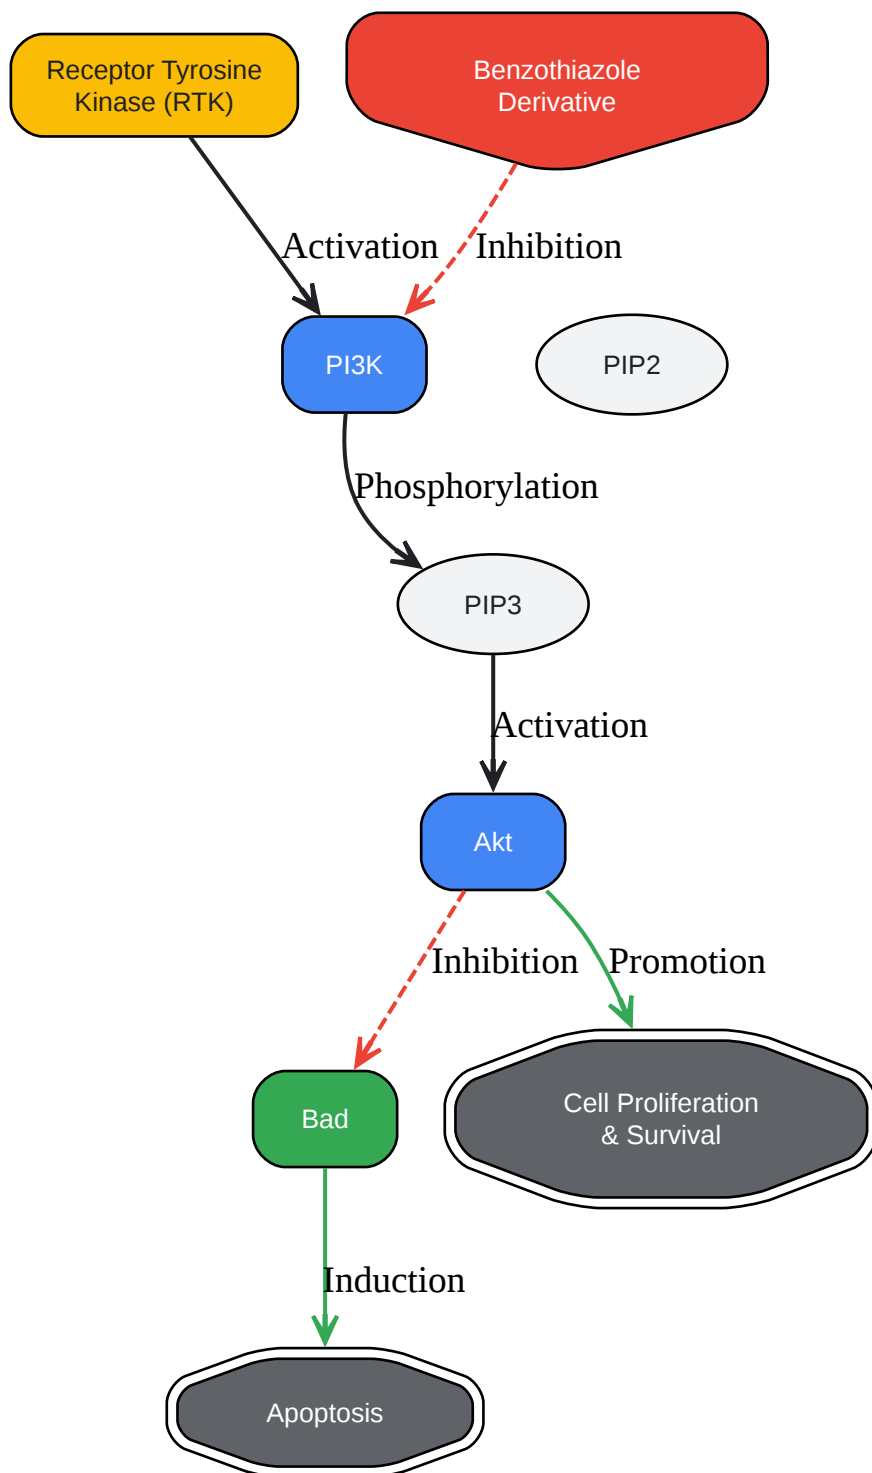 Receptor Tyrosine
Kinase (RTK)
Benzothiazole
Derivative
Activation
Inhibition
PI3K
PIP2
Phosphorylation
PIP3
Activation
Akt
Inhibition
Promotion
Bad
Cell Proliferation
& Survival
Induction
Apoptosis